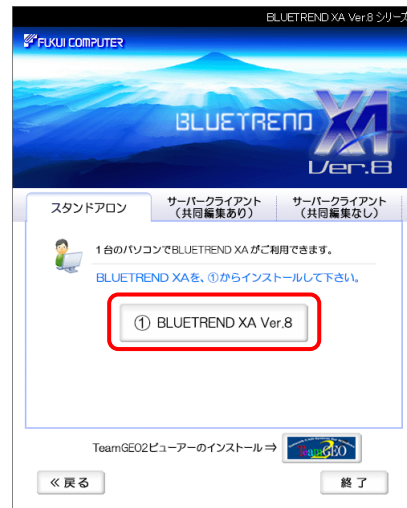 BLUETREND XA Ver.8 シリーズ
FUKUI COMPUTER
BLUETREND XA
Ver.8
スタンドアロン
サーバークライアント
（共同編集あり）
サーバークライアント
（共同編集なし）
1台のパソコンでBLUETREND XAがご利用できます。
BLUETREND XAを、①からインストールして下さい。
① BLUETREND XA Ver.8
TeamGEO2ビューアーのインストール⇒
TeamGEO
≪戻る
終了